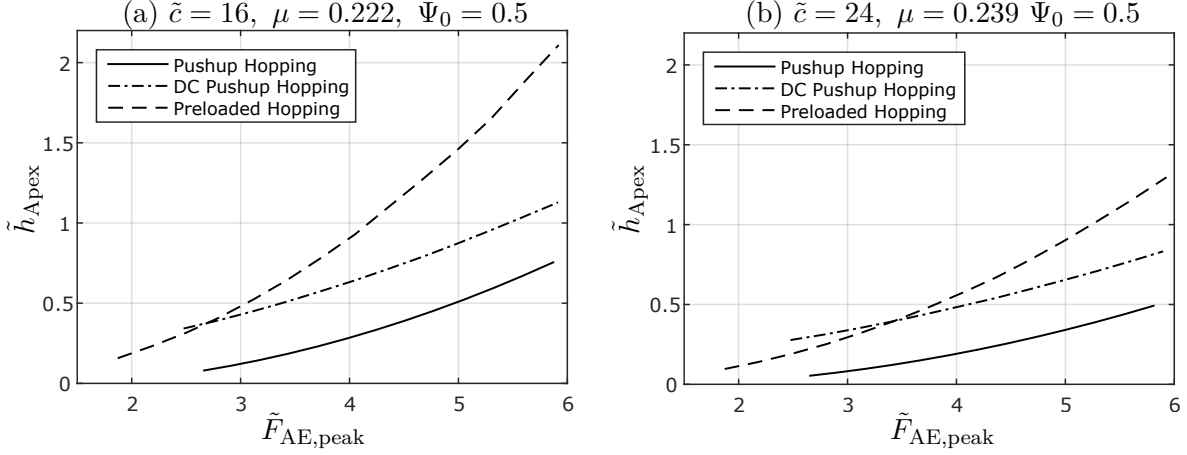 (a) c̃ = 16, μ = 0.222, Ψ₀ = 0.5
2
1.5
1
0.5
0
h̃_Apex
Pushup Hopping
DC Pushup Hopping
Preloaded Hopping
2 3 4 5 6
F̃_AE,peak
(b) c̃ = 24, μ = 0.239 Ψ₀ = 0.5
2
1.5
1
0.5
0
h̃_Apex
Pushup Hopping
DC Pushup Hopping
Preloaded Hopping
2 3 4 5 6
F̃_AE,peak